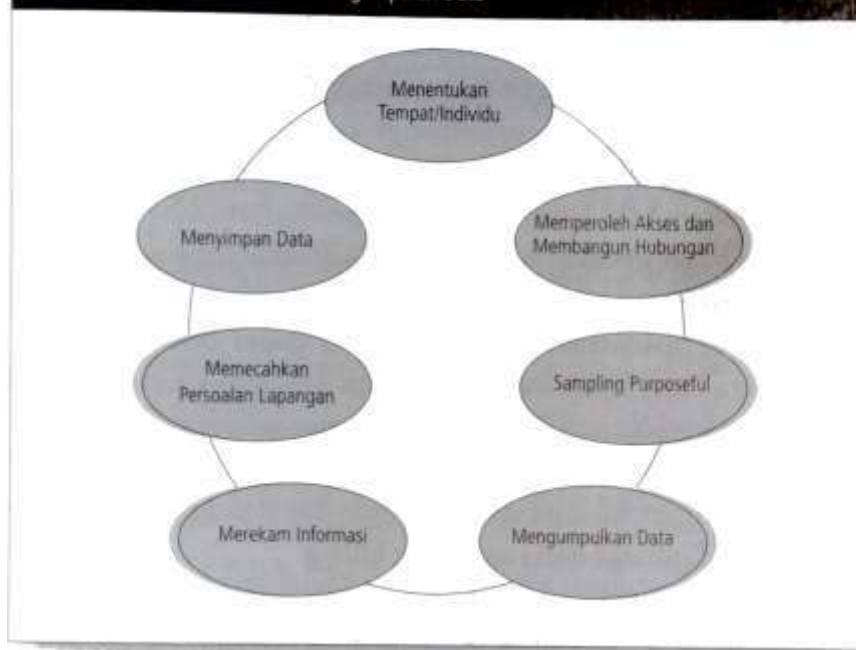 Menentukan
Tempat/Individu
Memperoleh Akses dan
Membangun Hubungan
Sampling Purposeful
Mengumpulkan Data
Merekam Informasi
Memecahkan
Persoalan Lapangan
Menyimpan Data